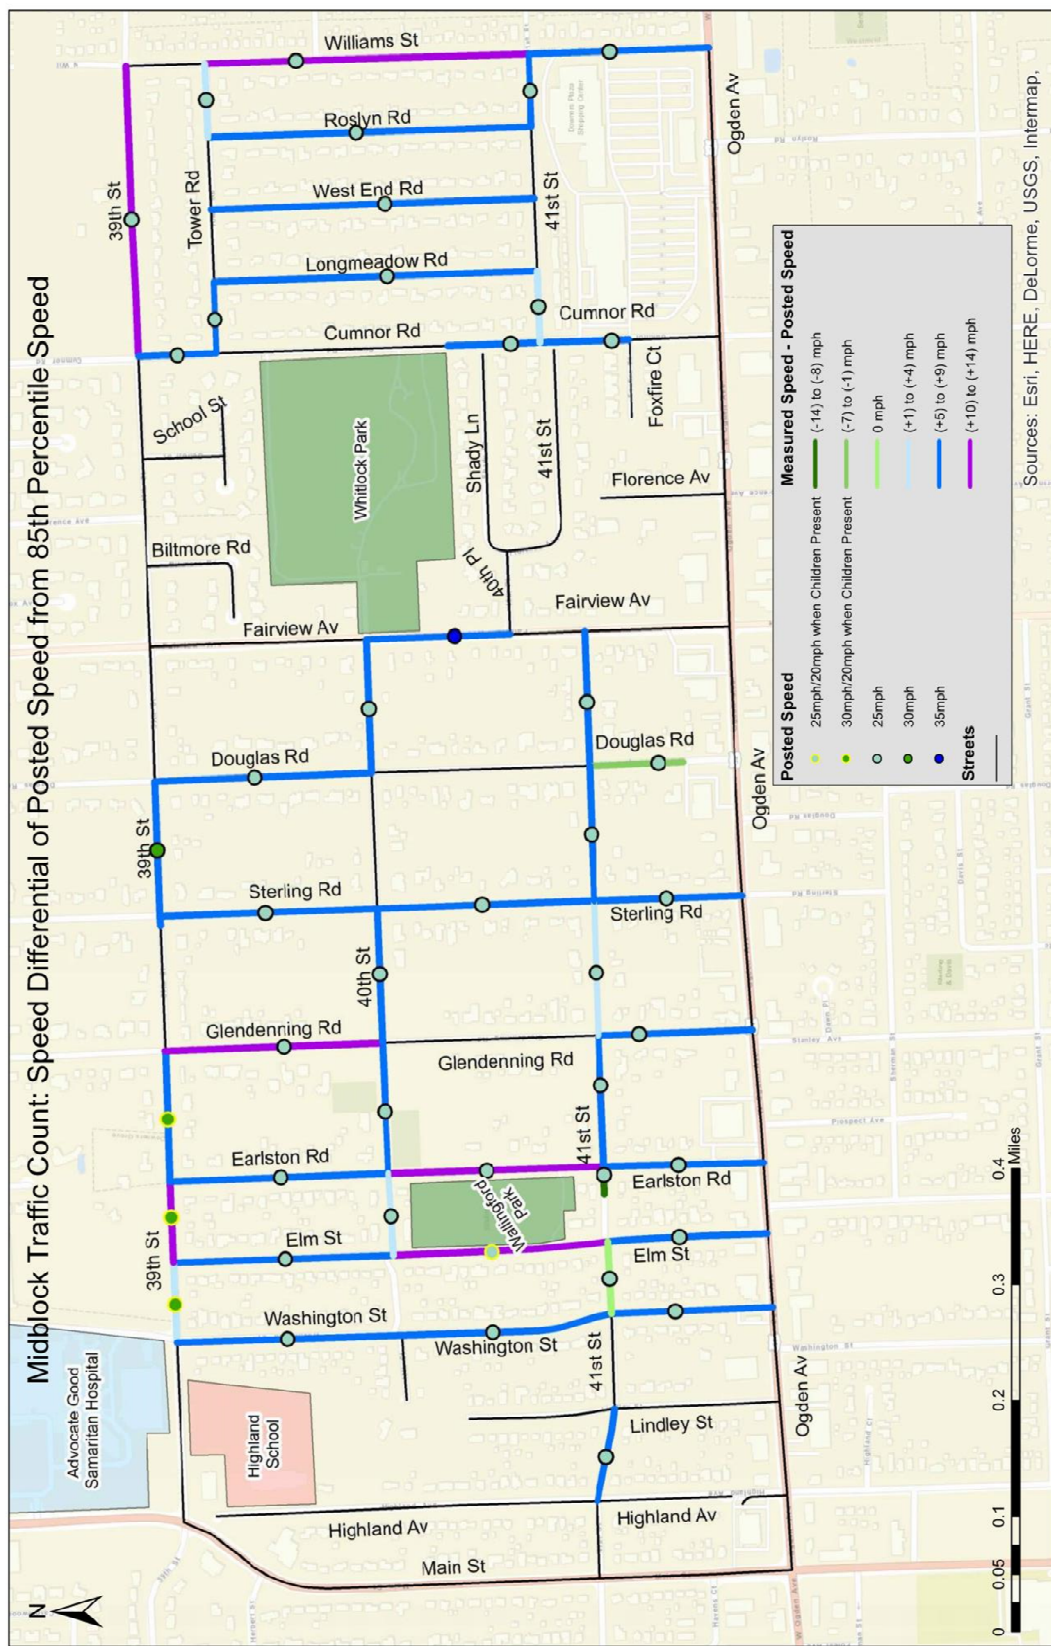 Midblock Traffic Count: Speed Differential of Posted Speed from 85th Percentile Speed
N
Advocate Good
Samaritan Hospital
Highland
School
Wallingford
Park
Whitlock Park
39th St
39th St
39th St
Williams St
Tower Rd
Roslyn Rd
West End Rd
Longmeadow Rd
Cumnor Rd
Cumnor Rd
41st St
School St
Biltmore Rd
Fairview Av
Fairview Av
Shady Ln
41st St
40th Pl
Foxfire Ct
Florence Av
Douglas Rd
Douglas Rd
Sterling Rd
Sterling Rd
40th St
Glendenning Rd
Glendenning Rd
Earlston Rd
Earlston Rd
41st St
Elm St
Elm St
Washington St
Washington St
41st St
Lindley St
Highland Av
Highland Av
Main St
Ogden Av
Ogden Av
Ogden Av
Downers Plaza
Shopping Center
Posted Speed
25mph/20mph when Children Present
30mph/20mph when Children Present
25mph
30mph
35mph
Streets
Measured Speed - Posted Speed
(-14) to (-8) mph
(-7) to (-1) mph
0 mph
(+1) to (+4) mph
(+5) to (+9) mph
(+10) to (+14) mph
0 0.05 0.1 0.2 0.3 0.4
Miles
Sources: Esri, HERE, DeLorme, USGS, Intermap,